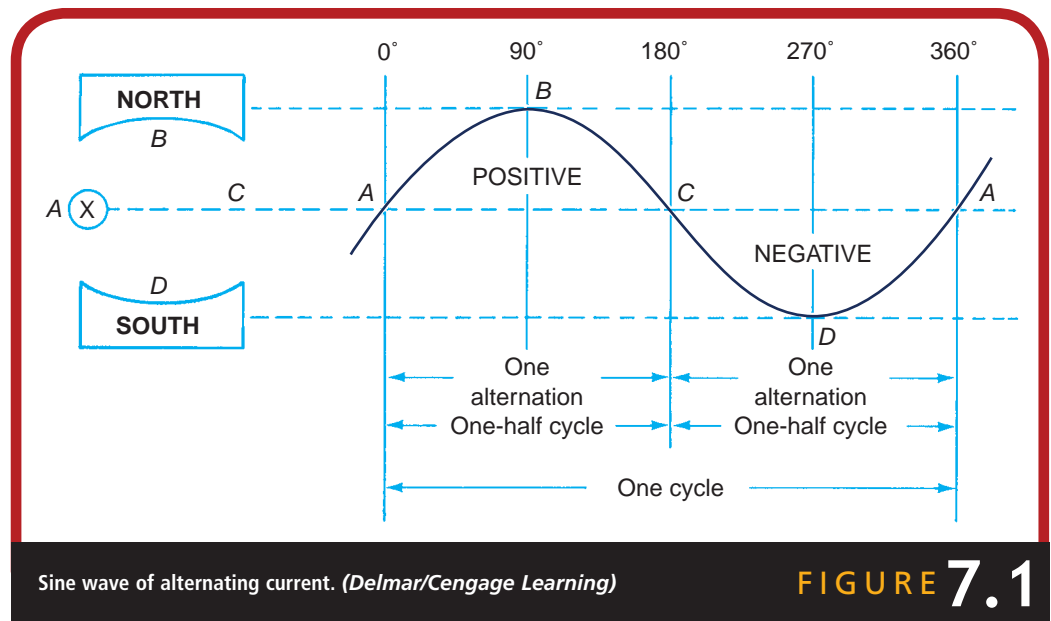 0° 90° 180° 270° 360°
NORTH
B
B
POSITIVE
A X C A C A
NEGATIVE
D
SOUTH
D
One One
alternation alternation
One-half cycle One-half cycle
One cycle
Sine wave of alternating current. (Delmar/Cengage Learning)
FIGURE 7.1